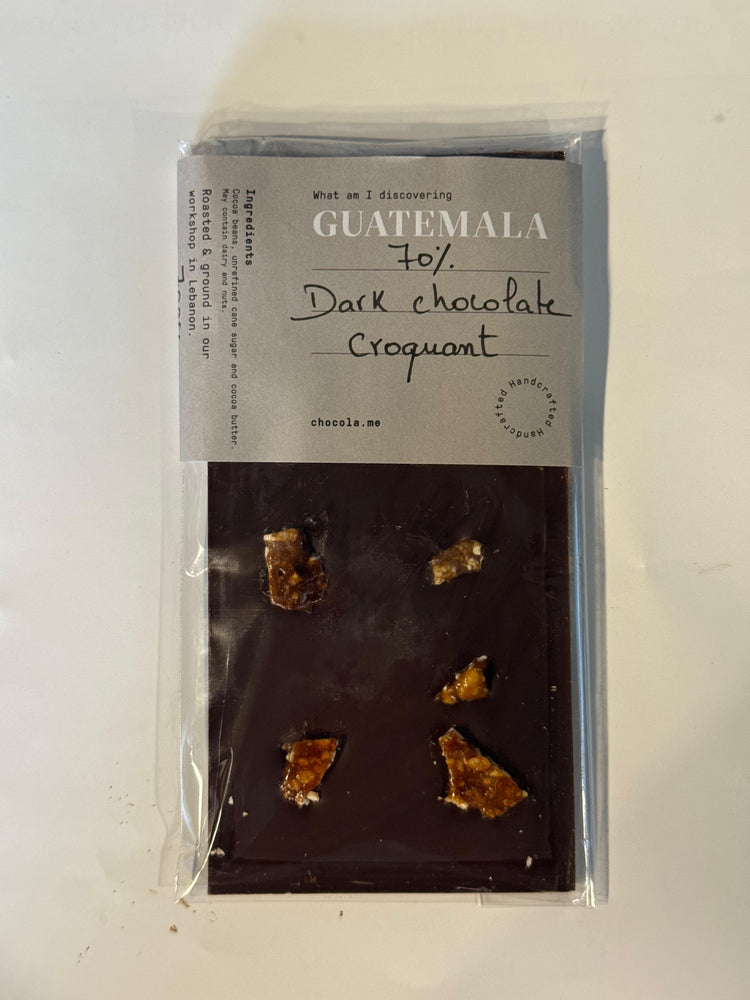 What am I discovering
GUATEMALA
70%.
Dark chocolate
Croquant
chocola.me
Handcrafted Handcrafted
Ingredients
Cocoa beans, unrefined cane sugar and cocoa butter.
May contain dairy and nuts.
Roasted & ground in our
workshop in Lebanon.